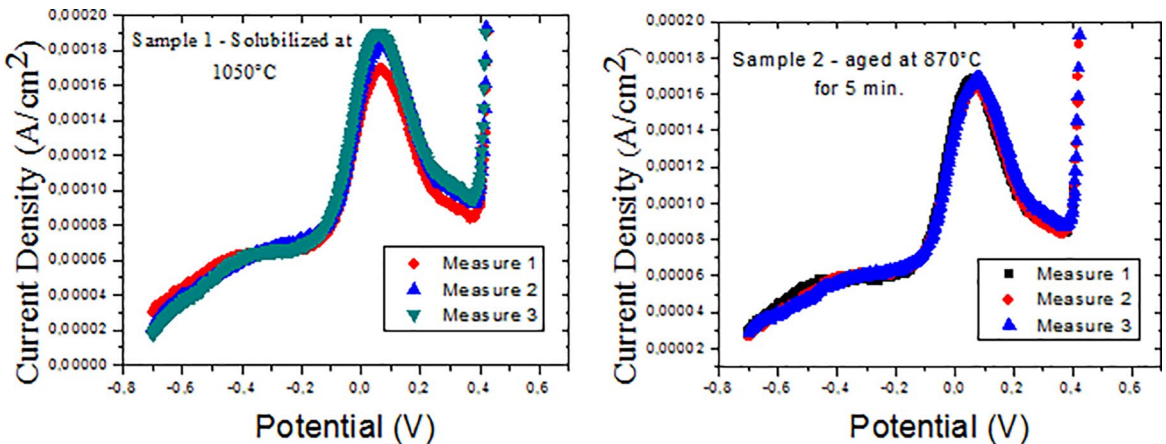 0,00020
0,00018
0,00016
0,00014
0,00012
0,00010
0,00008
0,00006
0,00004
0,00002
0,00000
Current Density (A/cm2)
Sample 1 - Solubilized at
1050°C
Measure 1
Measure 2
Measure 3
-0,8 -0,6 -0,4 -0,2 0,0 0,2 0,4 0,6
Potential (V)
0,00020
0,00018
0,00016
0,00014
0,00012
0,00010
0,00008
0,00006
0,00004
0,00002
Current Density (A/cm2)
Sample 2 - aged at 870°C
for 5 min.
Measure 1
Measure 2
Measure 3
-0,8 -0,6 -0,4 -0,2 0,0 0,2 0,4 0,6
Potential (V)